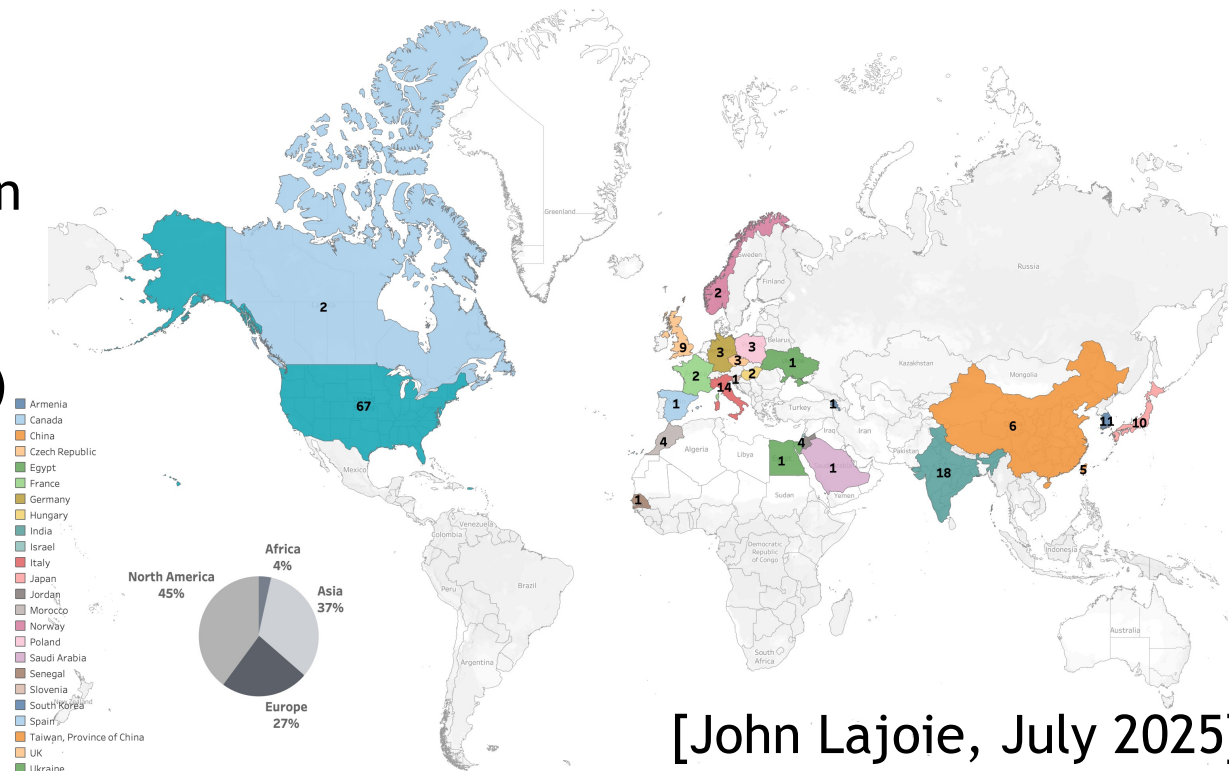 n
)
Greenland
2
67
Mexico
Venezuela
Colombia
Peru
Brazil
Argentina
Sweden
Finland
Russia
2
9
3
3
Belarus
3
1
2
2
1
14
1
Kazakhstan
Mongolia
Turkey
1
4
Algeria
Libya
1
4
Iraq
Iran
1
Pakistan
6
11
10
18
5
1
Sudan
Yemen
Democratic
Republic
of Congo
South
Africa
Indonesia
Australia
Armenia
Canada
China
Czech Republic
Egypt
France
Germany
Hungary
India
Israel
Italy
Japan
Jordan
Morocco
Norway
Poland
Saudi Arabia
Senegal
Slovenia
South Korea
Spain
Taiwan, Province of China
UK
Ukraine
Africa
4%
North America
45%
Asia
37%
Europe
27%
[John Lajoie, July 2025]